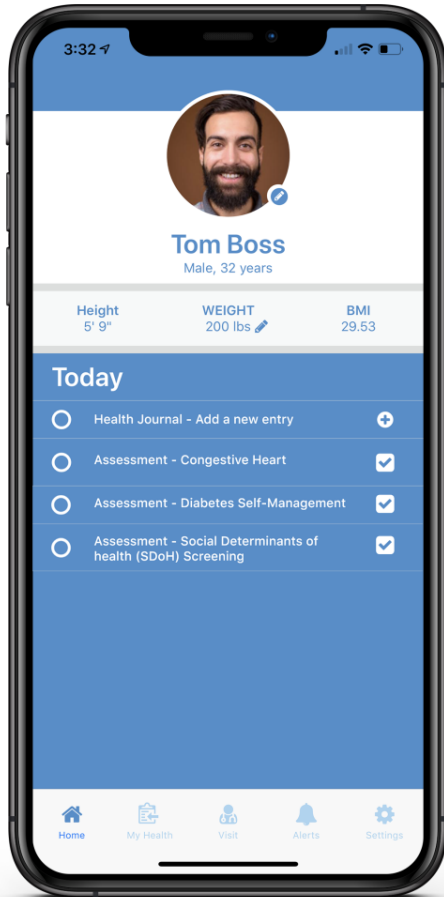 3:32
Tom Boss
Male, 32 years
Height WEIGHT BMI
5' 9" 200 lbs 29.53
Today
Health Journal - Add a new entry
Assessment - Congestive Heart
Assessment - Diabetes Self-Management
Assessment - Social Determinants of
health (SDoH) Screening
Home My Health Visit Alerts Settings